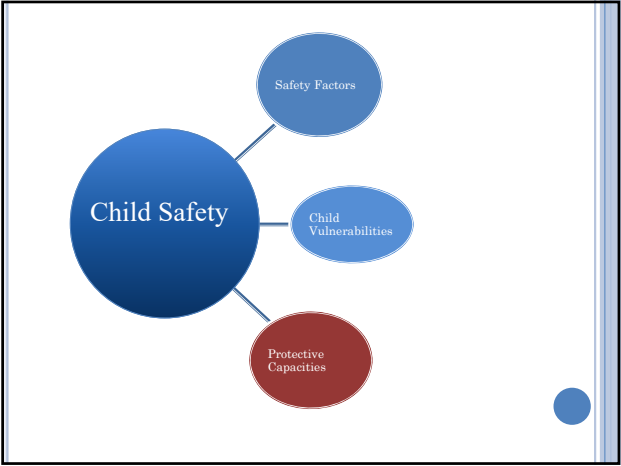 Safety Factors
Child Safety
Child
Vulnerabilities
Protective
Capacities